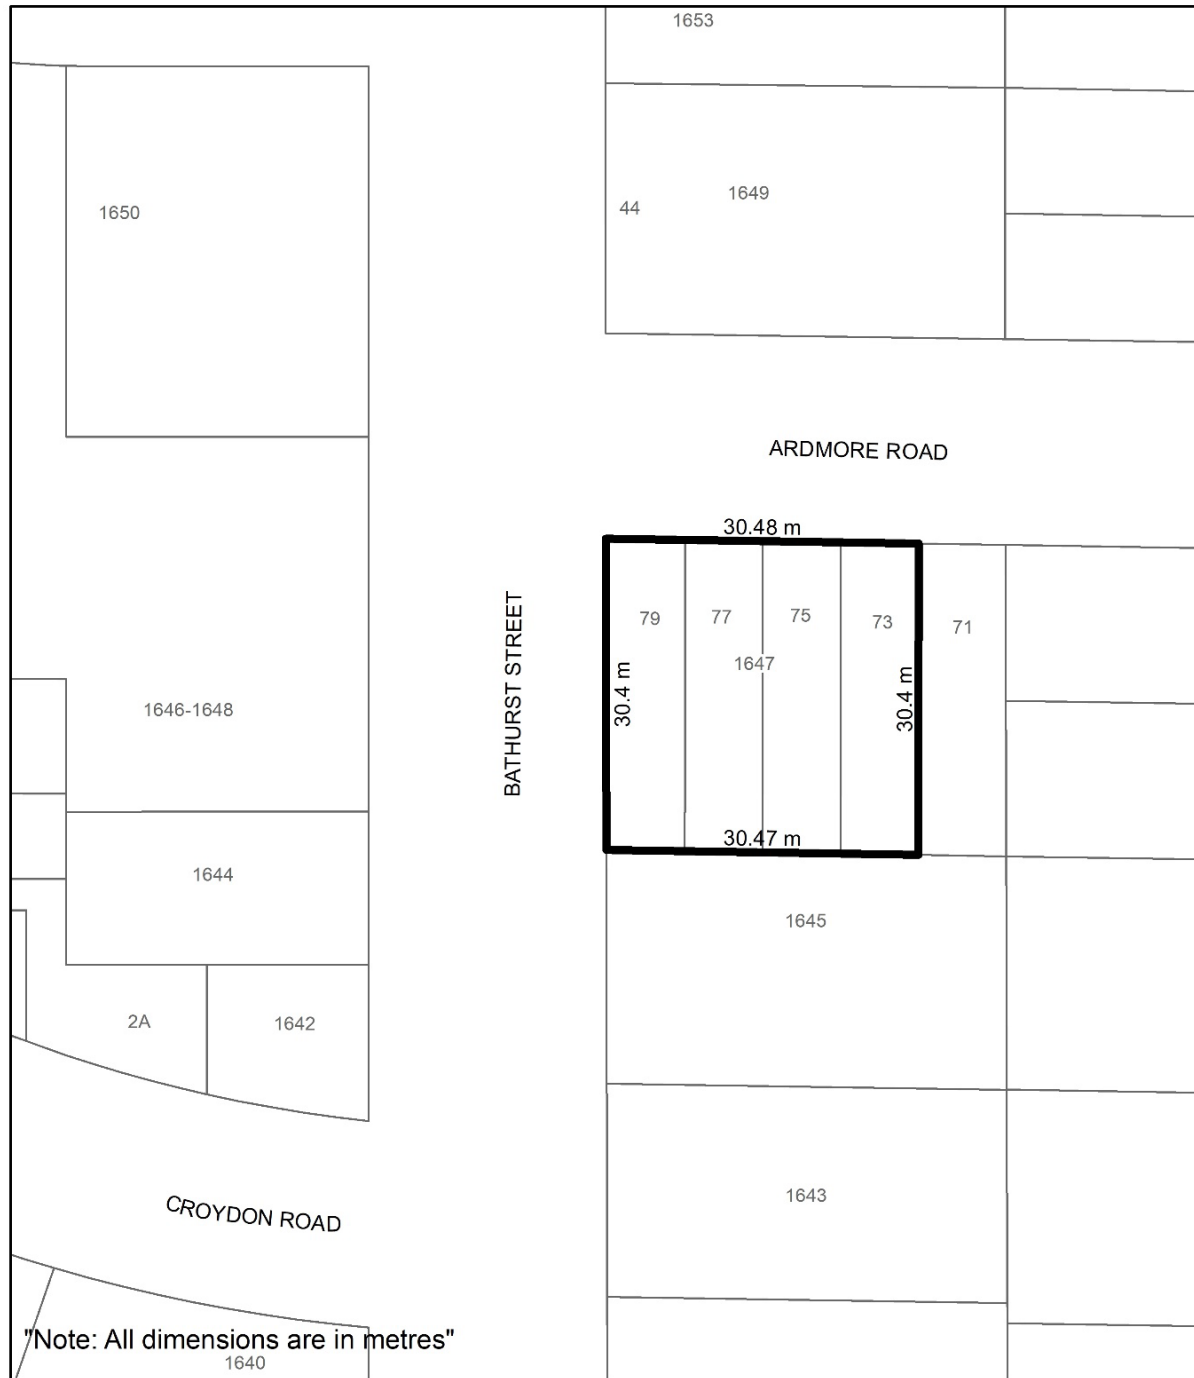 1653
1650
44
1649
ARDMORE ROAD
30.48 m
BATHURST STREET
79
77
75
73
71
1647
30.4 m
30.4 m
1646-1648
30.47 m
1644
1645
2A
1642
1643
CROYDON ROAD
"Note: All dimensions are in metres"
1640